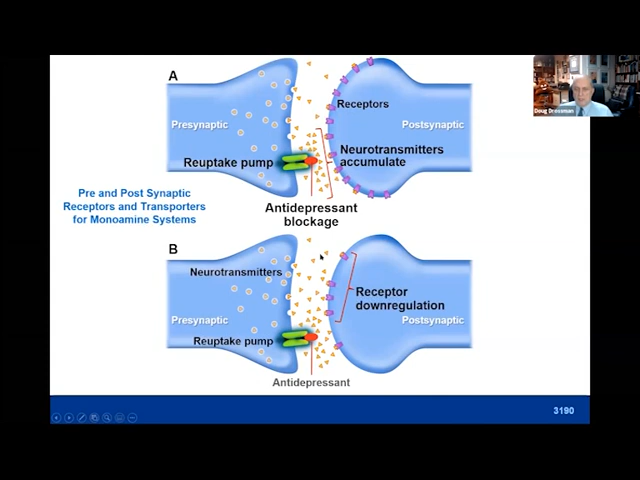 A
Receptors
Presynaptic
Postsynaptic
Neurotransmitters
accumulate
Reuptake pump
Pre and Post Synaptic
Receptors and Transporters
for Monoamine Systems
Antidepressant
blockage
B
Neurotransmitters
Receptor
downregulation
Presynaptic
Postsynaptic
Reuptake pump
Antidepressant
3190
Doug Drossman